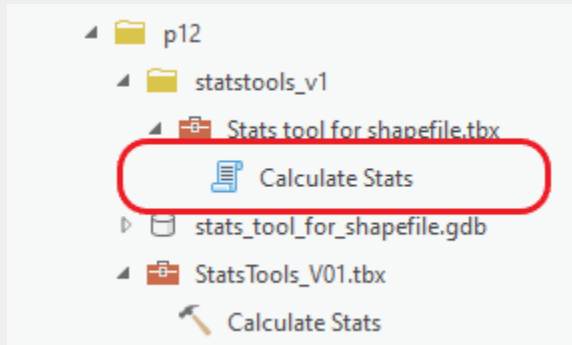 p12
statstools_v1
Stats tool for shapefile.tbx
Calculate Stats
stats_tool_for_shapefile.gdb
StatsTools_V01.tbx
Calculate Stats